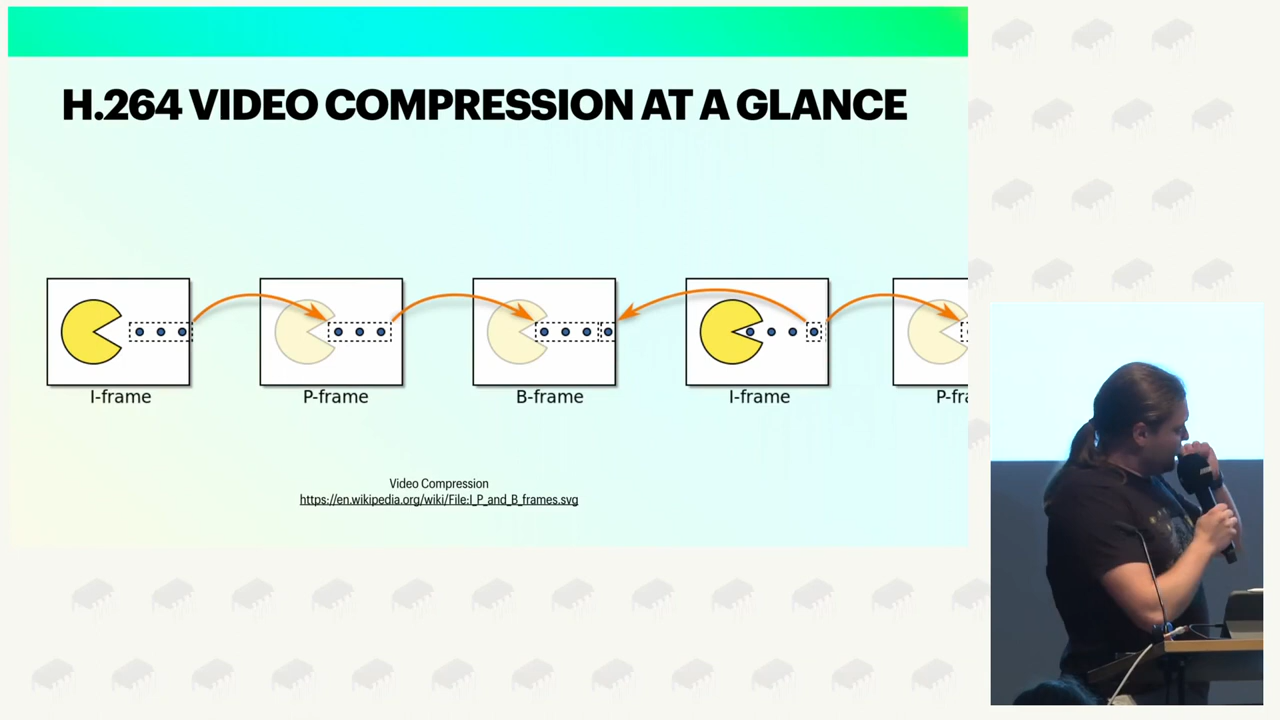 H.264 VIDEO COMPRESSION AT A GLANCE
I-frame
P-frame
B-frame
I-frame
P-fra
Video Compression
https://en.wikipedia.org/wiki/File:I_P_and_B_frames.svg